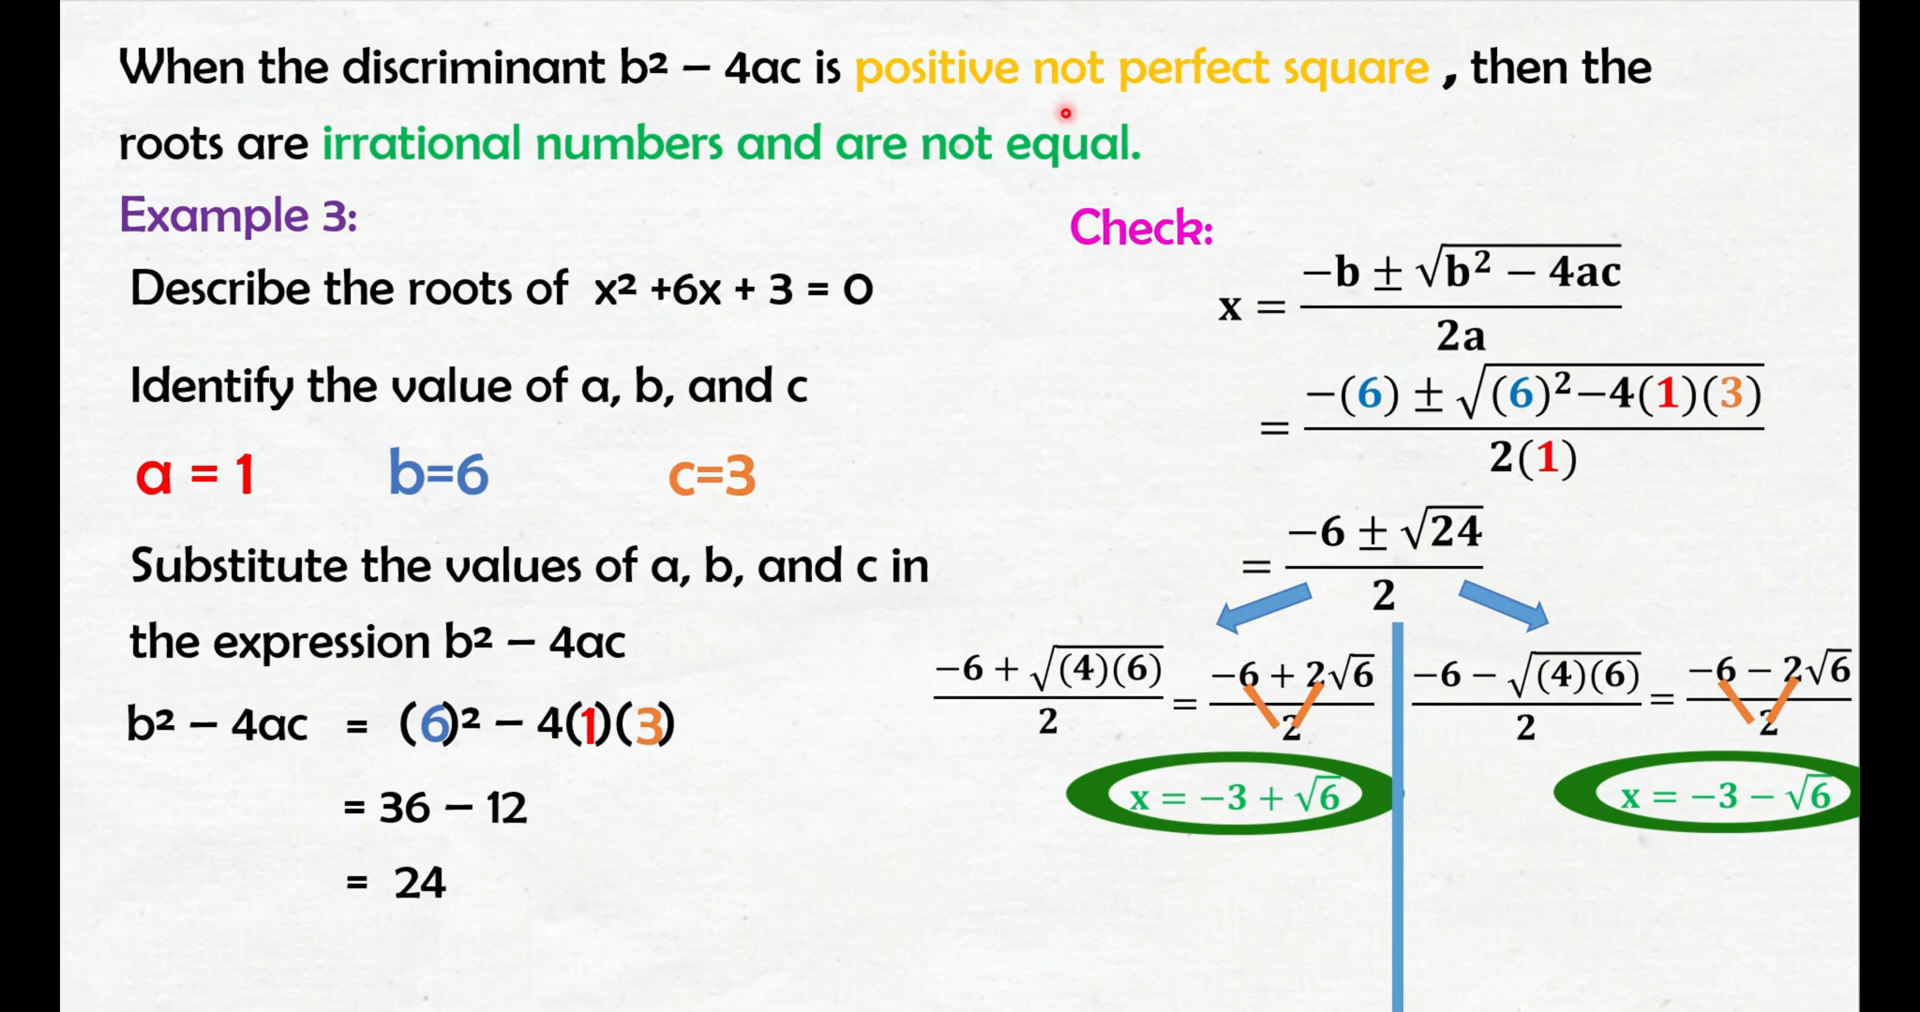 When the discriminant b² – 4ac is positive not perfect square , then the
roots are irrational numbers and are not equal.
Example 3:
Describe the roots of x² +6x + 3 = 0
Identify the value of a, b, and c
a = 1 b=6 c=3
Substitute the values of a, b, and c in
the expression b² – 4ac
b² – 4ac = (6)² – 4(1)(3)
= 36 – 12
= 24
Check:
x = (−b ± √(b² − 4ac)) / 2a
= (−(6) ± √((6)²−4(1)(3))) / 2(1)
= (−6 ± √24) / 2
(−6 + √((4)(6))) / 2 = (−6 + 2√6) / 2
x = −3 + √6
(−6 − √((4)(6))) / 2 = (−6 − 2√6) / 2
x = −3 − √6